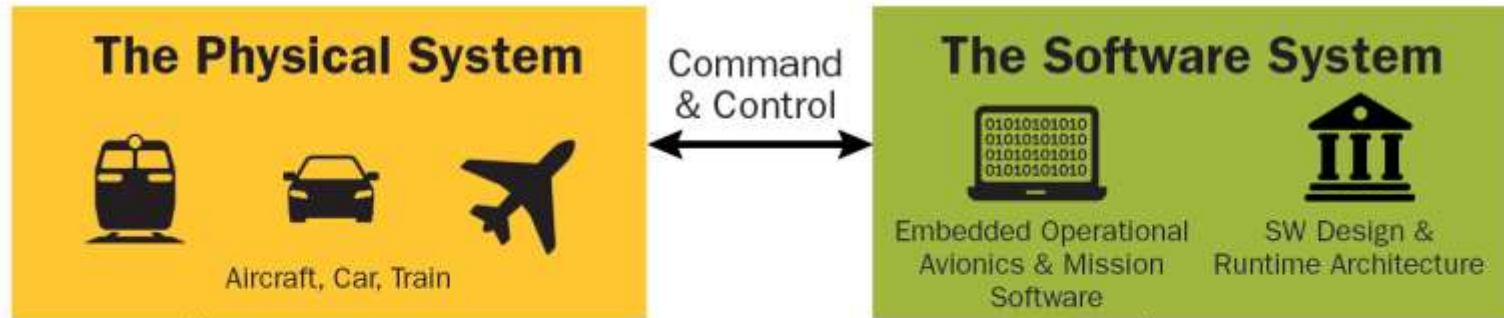 The Physical System
Aircraft, Car, Train
Command
& Control
The Software System
01010101010
01010101010
01010101010
01010101010
Embedded Operational
Avionics & Mission
Software
SW Design &
Runtime Architecture